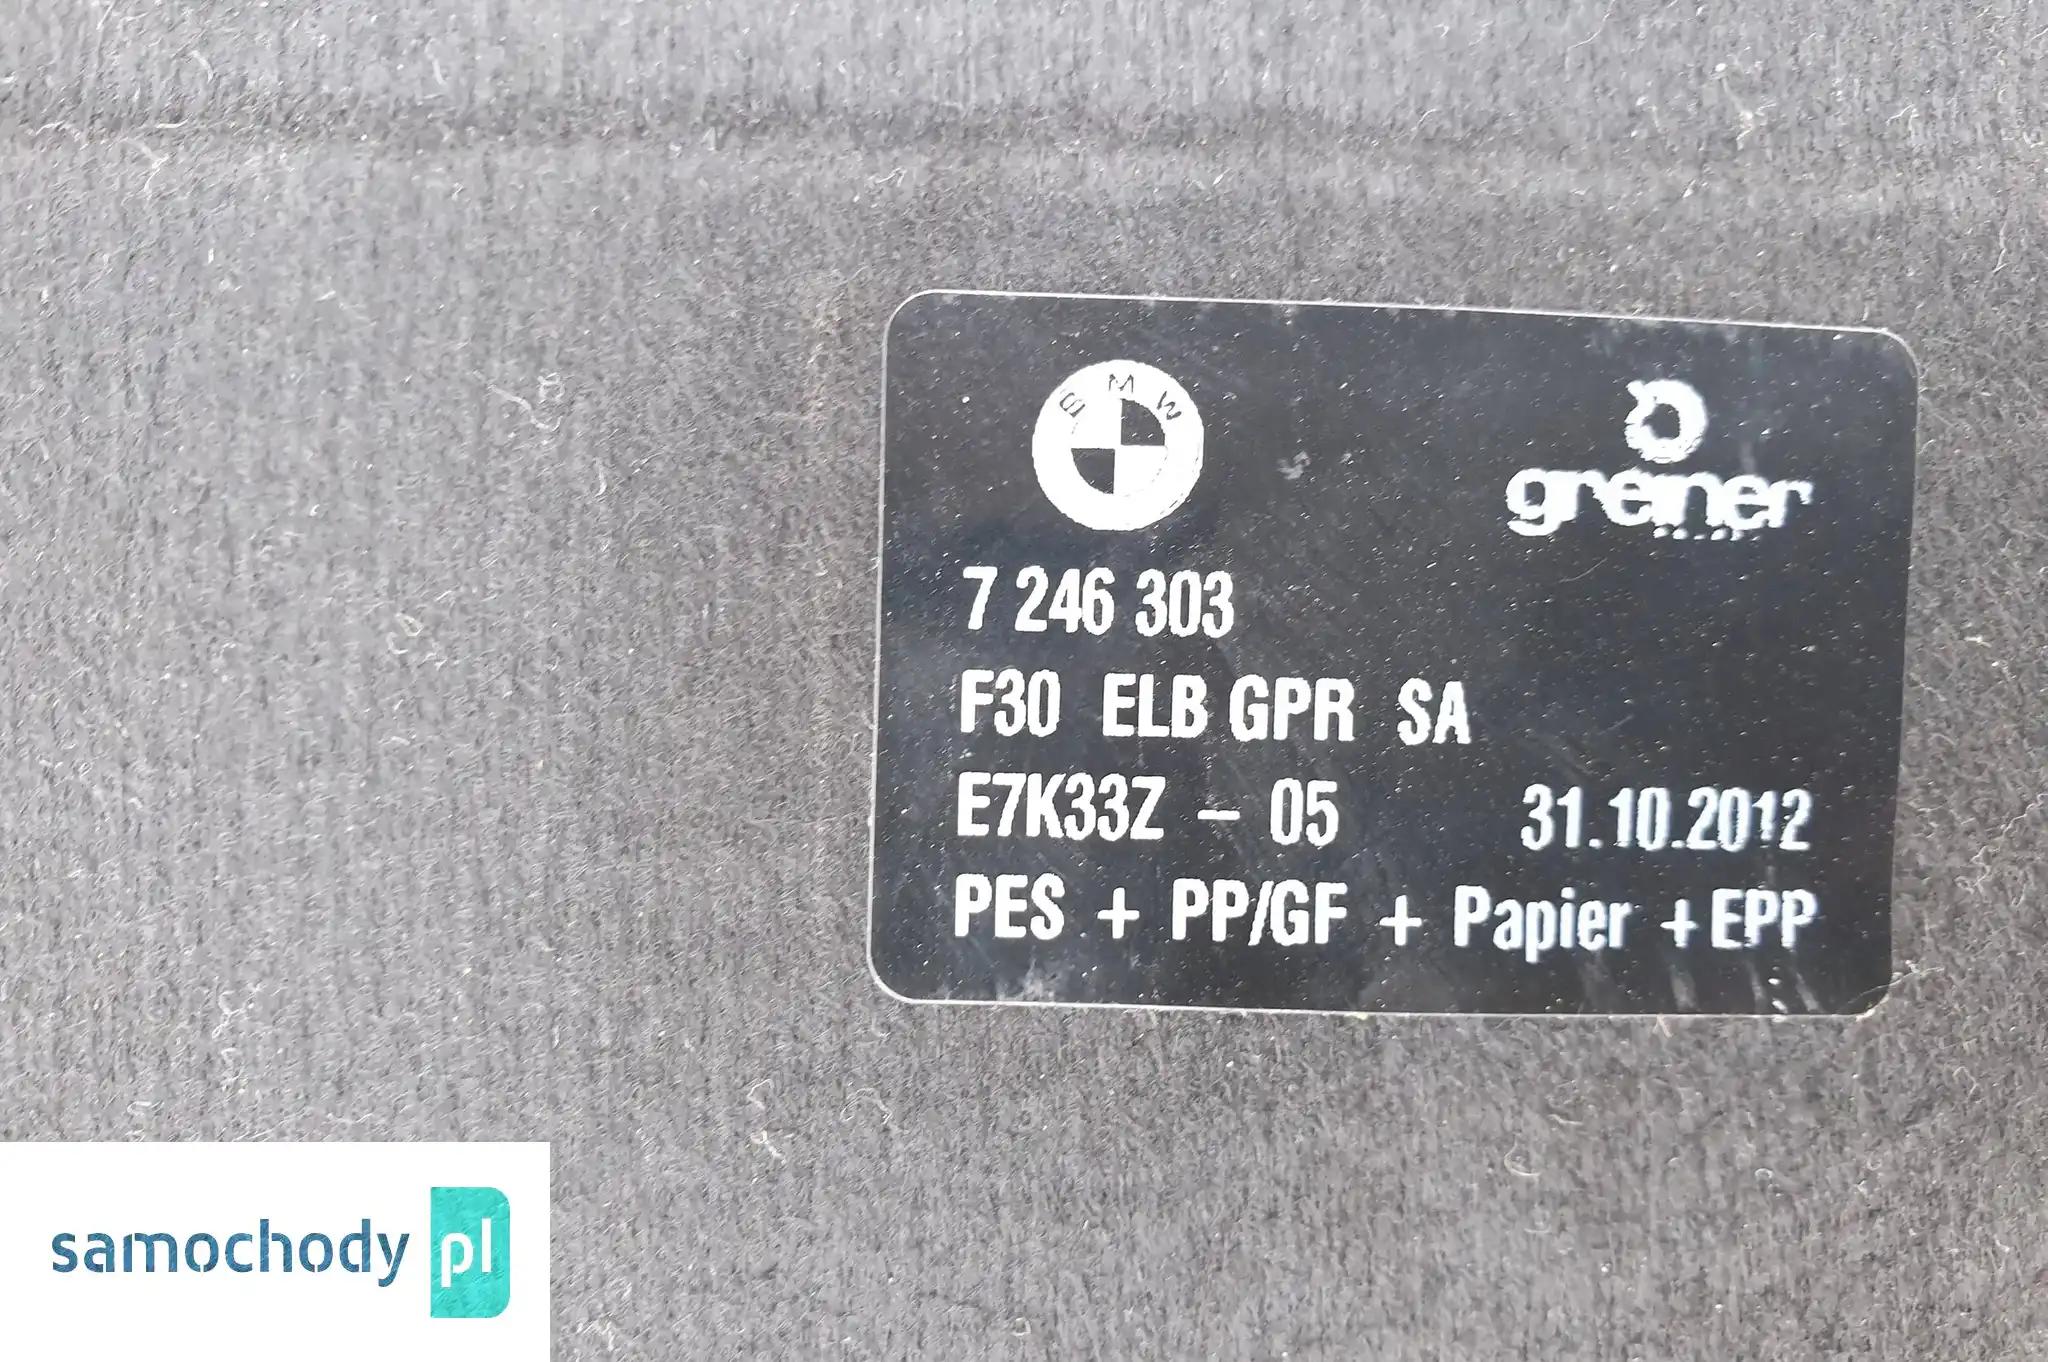 BMW
greiner
7 246 303
F30 ELB GPR SA
E7K33Z - 05 31.10.2012
PES + PP/GF + Papier + EPP
samochody pl